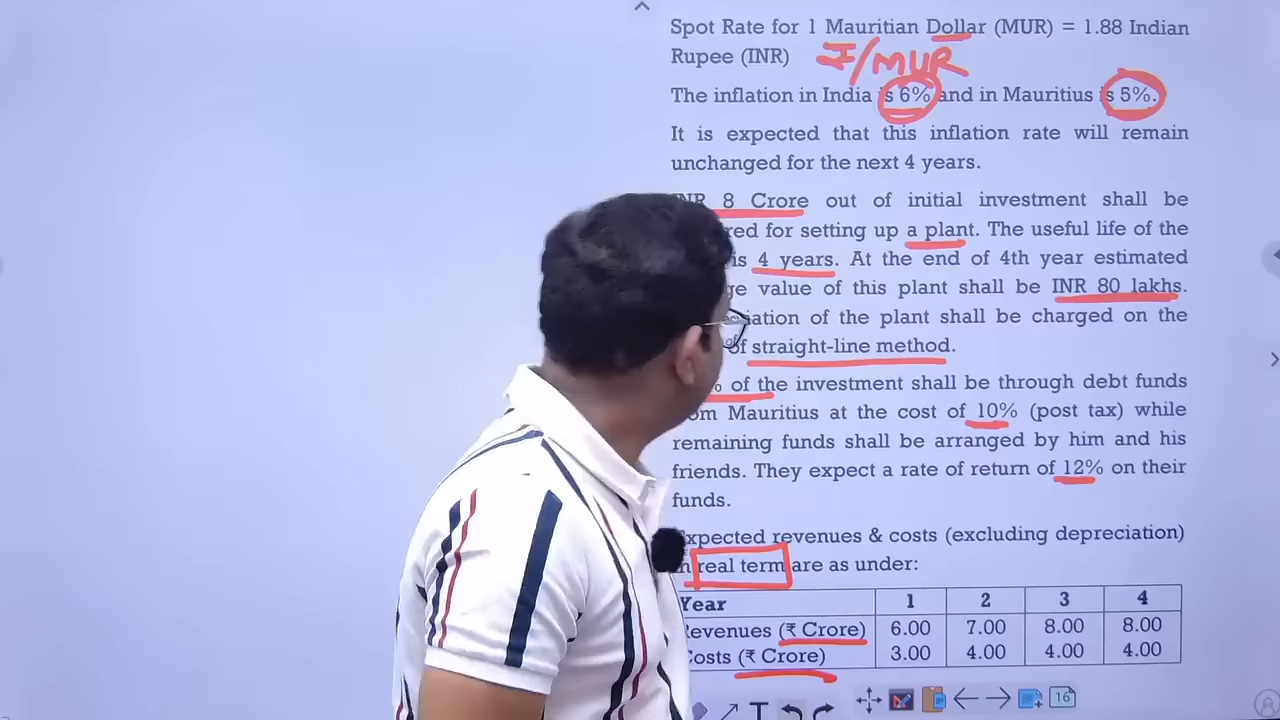 Spot Rate for 1 Mauritian Dollar (MUR) = 1.88 Indian
Rupee (INR) ₹/MUR
The inflation in India is 6% and in Mauritius is 5%.
It is expected that this inflation rate will remain
unchanged for the next 4 years.
INR 8 Crore out of initial investment shall be
for setting up a plant. The useful life of the
is 4 years. At the end of 4th year estimated
value of this plant shall be INR 80 lakhs.
of the plant shall be charged on the
of straight-line method.
of the investment shall be through debt funds
Mauritius at the cost of 10% (post tax) while
remaining funds shall be arranged by him and his
friends. They expect a rate of return of 12% on their
funds.
Expected revenues & costs (excluding depreciation)
in real term are as under:
Year 1 2 3 4
Revenues (₹ Crore) 6.00 7.00 8.00 8.00
Costs (₹ Crore) 3.00 4.00 4.00 4.00
T 16